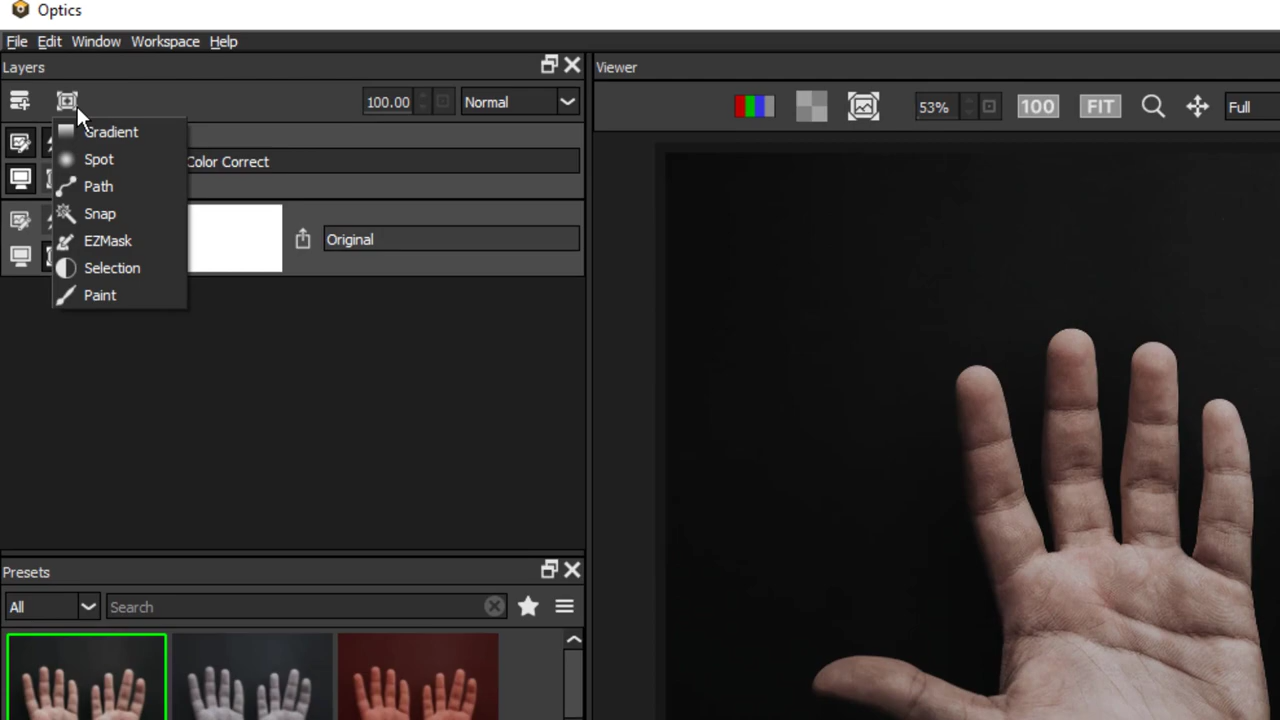 Optics
File Edit Window Workspace Help
Layers
Viewer
100.00 Normal
53% 100 FIT Full
Gradient
Spot
Path
Snap
EZMask
Selection
Paint
Color Correct
Original
Presets
All Search